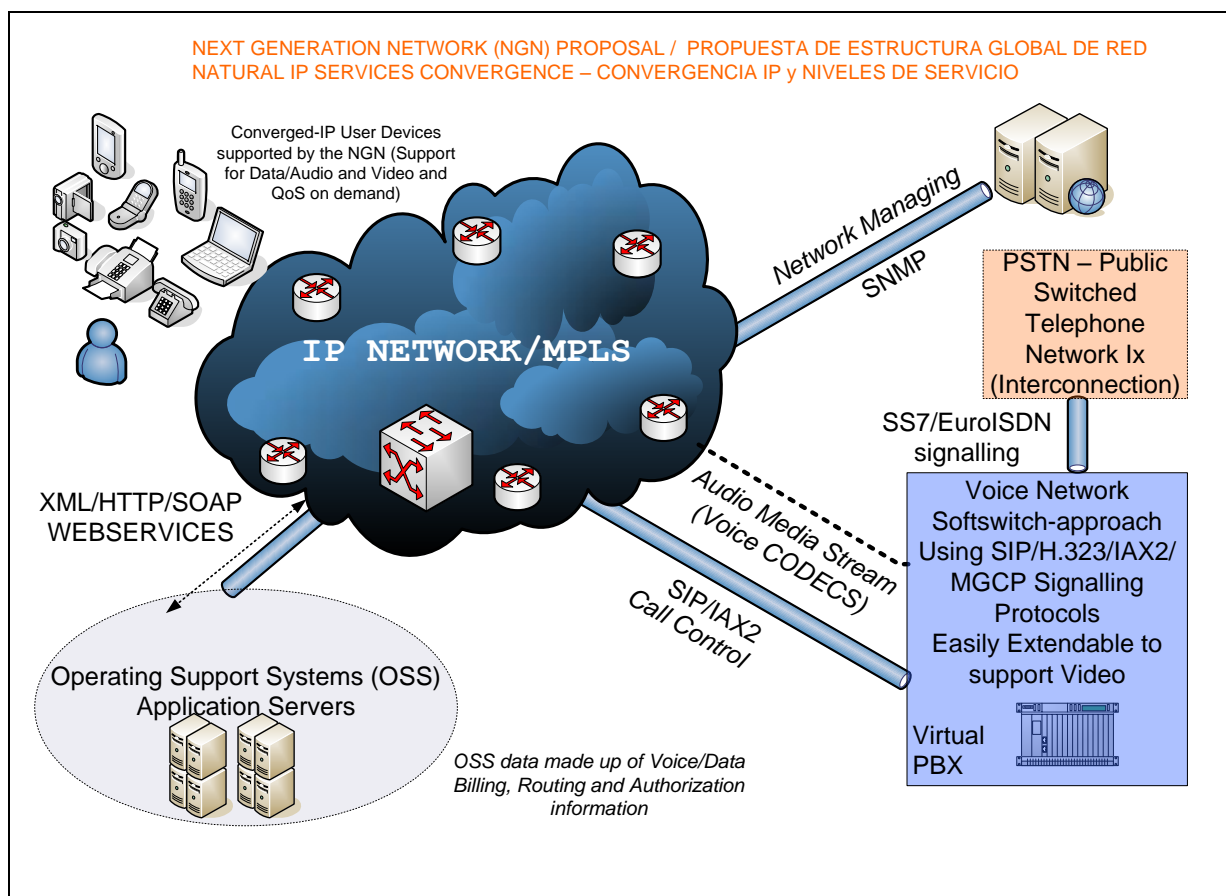 NEXT GENERATION NETWORK (NGN) PROPOSAL / PROPUESTA DE ESTRUCTURA GLOBAL DE RED
NATURAL IP SERVICES CONVERGENCE – CONVERGENCIA IP y NIVELES DE SERVICIO
Converged-IP User Devices
supported by the NGN (Support
for Data/Audio and Video and
QoS on demand)
Network Managing
SNMP
IP NETWORK/MPLS
PSTN – Public
Switched
Telephone
Network Ix
(Interconnection)
SS7/EuroISDN
signalling
XML/HTTP/SOAP
WEBSERVICES
Audio Media Stream
(Voice CODECS)
SIP/IAX2
Call Control
Voice Network
Softswitch-approach
Using SIP/H.323/IAX2/
MGCP Signalling
Protocols
Easily Extendable to
support Video
Virtual
PBX
Operating Support Systems (OSS)
Application Servers
OSS data made up of Voice/Data
Billing, Routing and Authorization
information